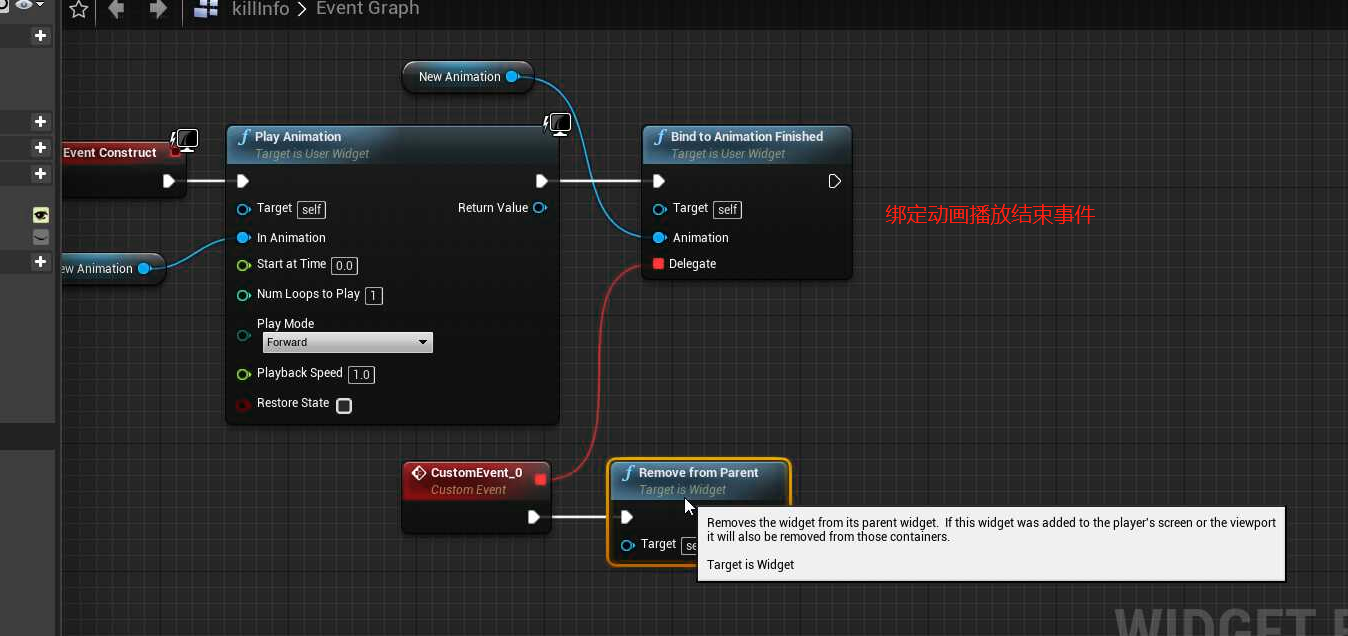 killInfo > Event Graph
New Animation
Event Construct
f Play Animation
Target is User Widget
f Bind to Animation Finished
Target is User Widget
Target self
Return Value
Target self
绑定动画播放结束事件
In Animation
Animation
Start at Time 0.0
Delegate
ew Animation
Num Loops to Play 1
Play Mode
Forward
Playback Speed 1.0
Restore State
CustomEvent_0
Custom Event
f Remove from Parent
Target is Widget
Target se
Removes the widget from its parent widget. If this widget was added to the player's screen or the viewport
it will also be removed from those containers.
Target is Widget